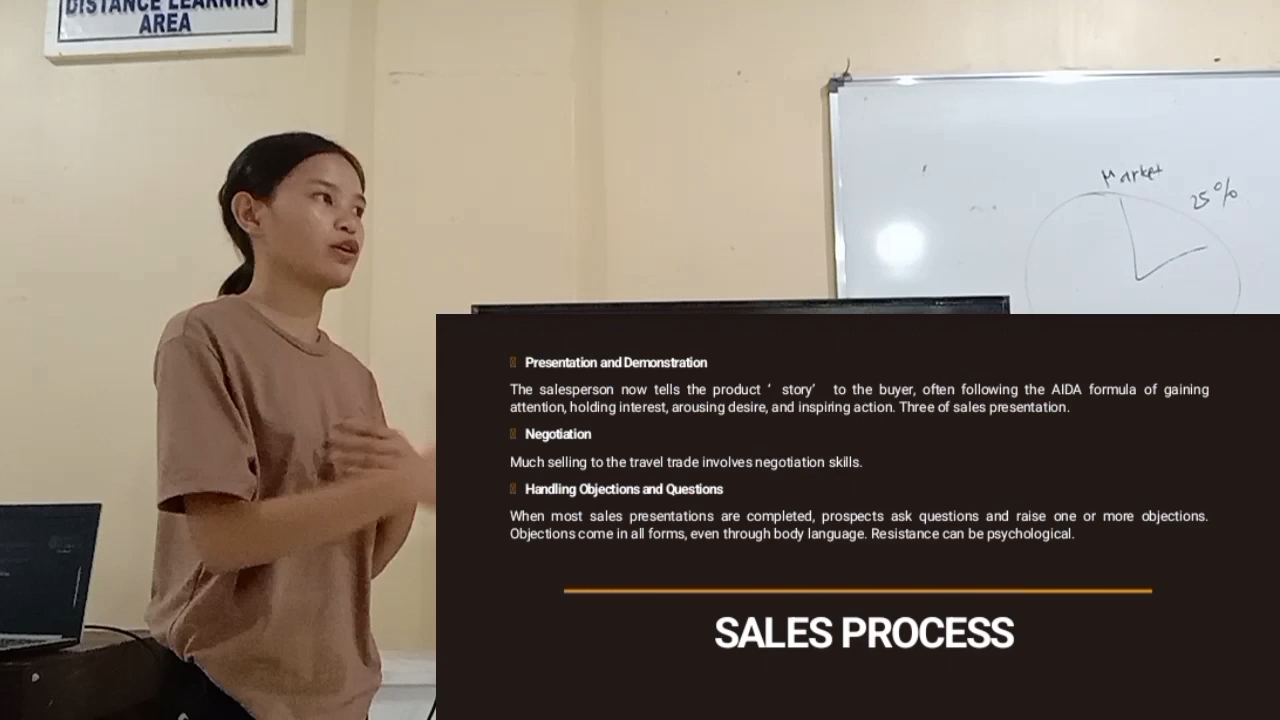 DISTANCE LEARNING
AREA
Market
25%
Presentation and Demonstration
The salesperson now tells the product ‘ story’ to the buyer, often following the AIDA formula of gaining
attention, holding interest, arousing desire, and inspiring action. Three of sales presentation.
Negotiation
Much selling to the travel trade involves negotiation skills.
Handling Objections and Questions
When most sales presentations are completed, prospects ask questions and raise one or more objections.
Objections come in all forms, even through body language. Resistance can be psychological.
SALES PROCESS